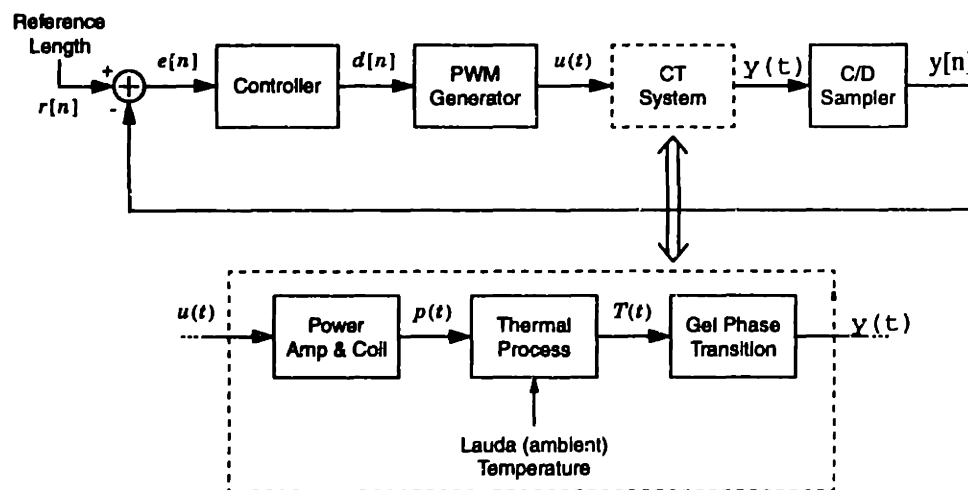 Reference
Length
+
-
r[n]
e[n]
Controller
d[n]
PWM
Generator
u(t)
CT
System
y(t)
C/D
Sampler
y[n]
u(t)
Power
Amp & Coil
p(t)
Thermal
Process
T(t)
Gel Phase
Transition
y(t)
Lauda (ambient)
Temperature